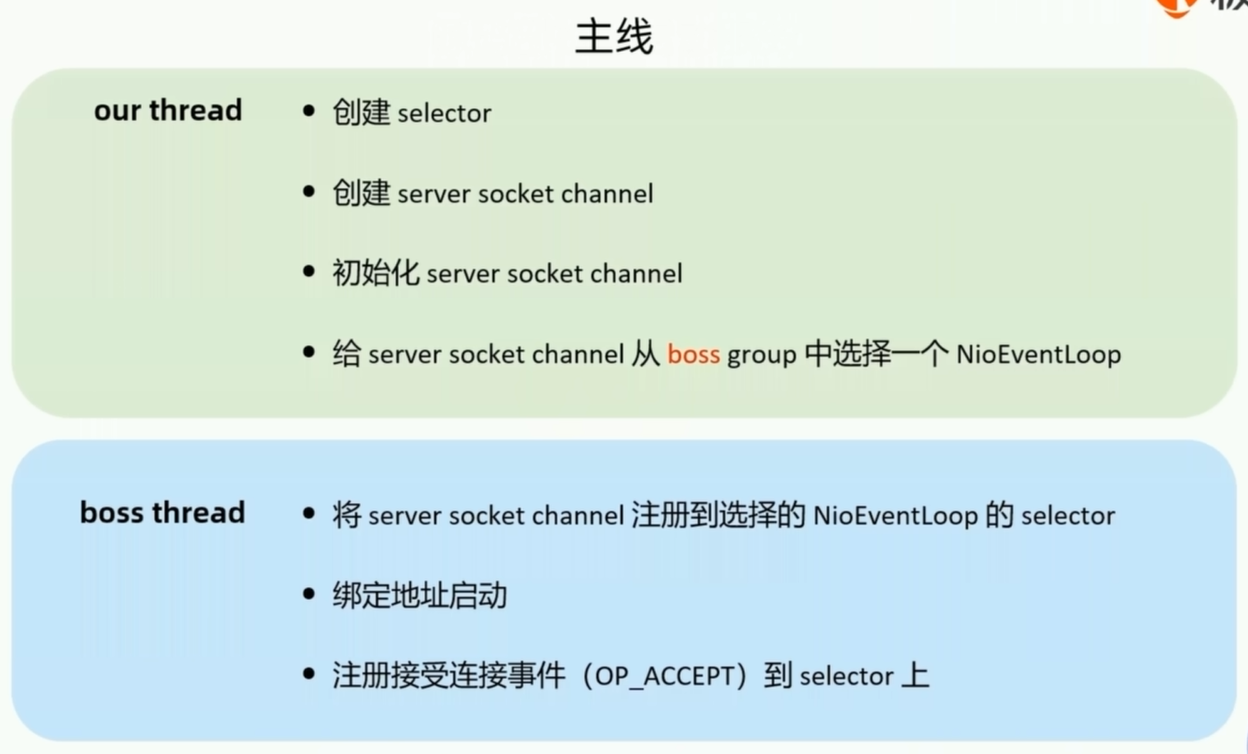 主线
our thread
• 创建 selector
• 创建 server socket channel
• 初始化 server socket channel
• 给 server socket channel 从 boss group 中选择一个 NioEventLoop
boss thread
• 将 server socket channel 注册到选择的 NioEventLoop 的 selector
• 绑定地址启动
• 注册接受连接事件（OP_ACCEPT）到 selector 上